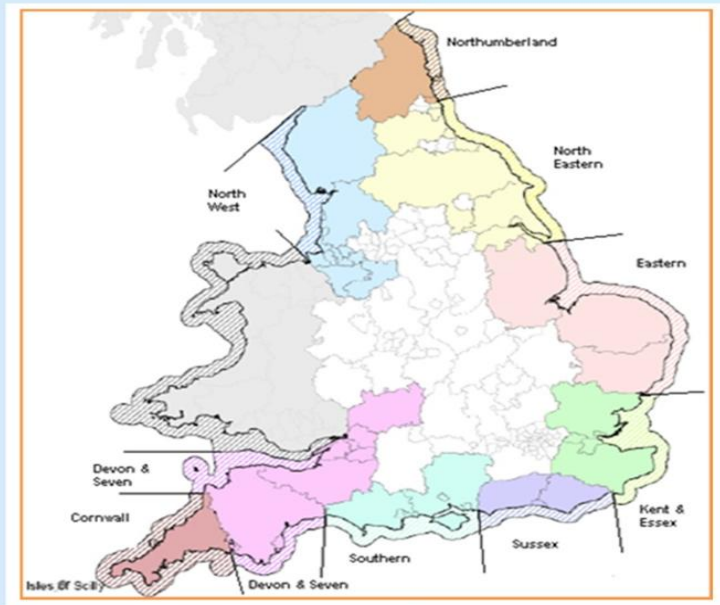 Northumberland
North
Eastern
North
West
Eastern
Devon &
Seven
Cornwall
Kent &
Essex
Sussex
Southern
Isles Of Scilly
Devon & Seven